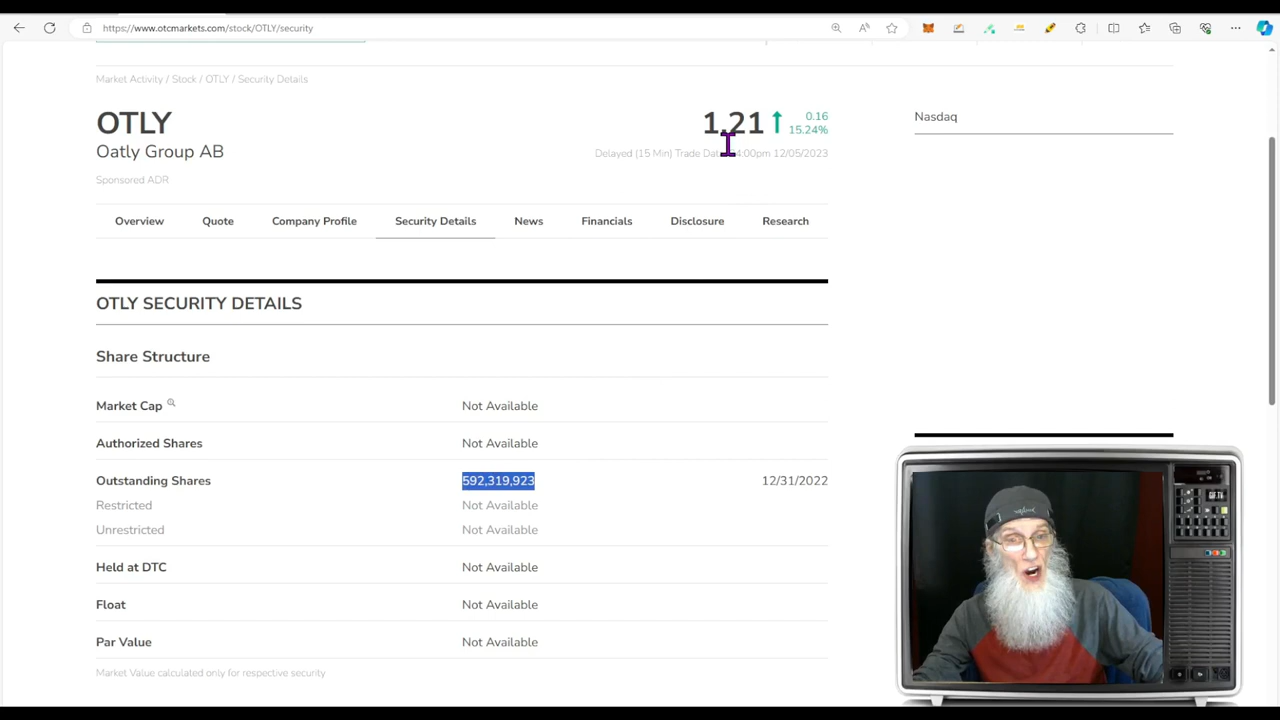 https://www.otcmarkets.com/stock/OTLY/security
Market Activity / Stock / OTLY / Security Details
OTLY
1.21
0.16
15.24%
Nasdaq
Oatly Group AB
Delayed (15 Min) Trade Data: 4:00pm 12/05/2023
Sponsored ADR
Overview
Quote
Company Profile
Security Details
News
Financials
Disclosure
Research
OTLY SECURITY DETAILS
Share Structure
Market Cap Not Available
Authorized Shares Not Available
Outstanding Shares 592,319,923 12/31/2022
Restricted Not Available
Unrestricted Not Available
Held at DTC Not Available
Float Not Available
Par Value Not Available
Market Value calculated only for respective security